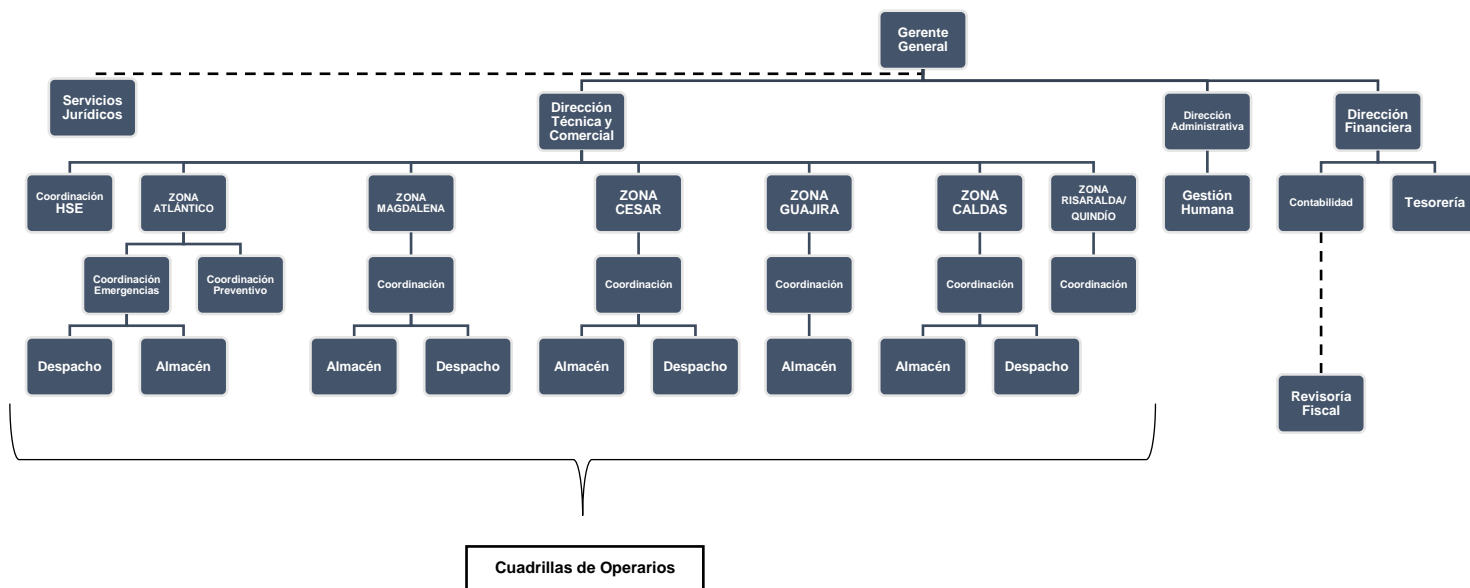 Gerente
General
Servicios
Jurídicos
Dirección
Técnica y
Comercial
Dirección
Administrativa
Dirección
Financiera
Coordinación
HSE
ZONA
ATLÁNTICO
ZONA
MAGDALENA
ZONA
CESAR
ZONA
GUAJIRA
ZONA
CALDAS
ZONA
RISARALDA/
QUINDÍO
Gestión
Humana
Contabilidad
Tesorería
Coordinación
Emergencias
Coordinación
Preventivo
Coordinación
Coordinación
Coordinación
Coordinación
Coordinación
Despacho
Almacén
Almacén
Despacho
Almacén
Despacho
Almacén
Almacén
Despacho
Revisoría
Fiscal
Cuadrillas de Operarios